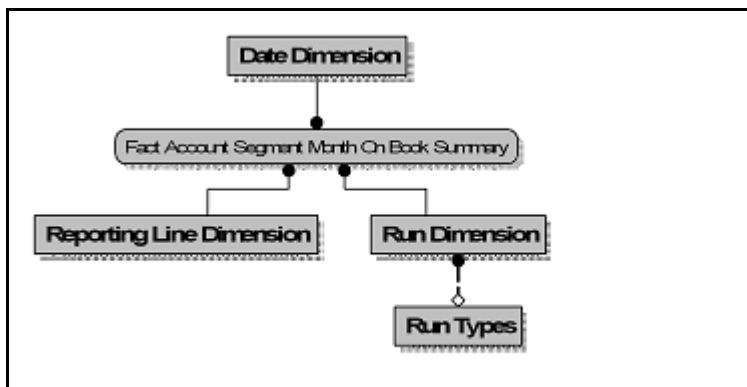 Date Dimension
Fact Account Segment Month On Book Summary
Reporting Line Dimension
Run Dimension
Run Types